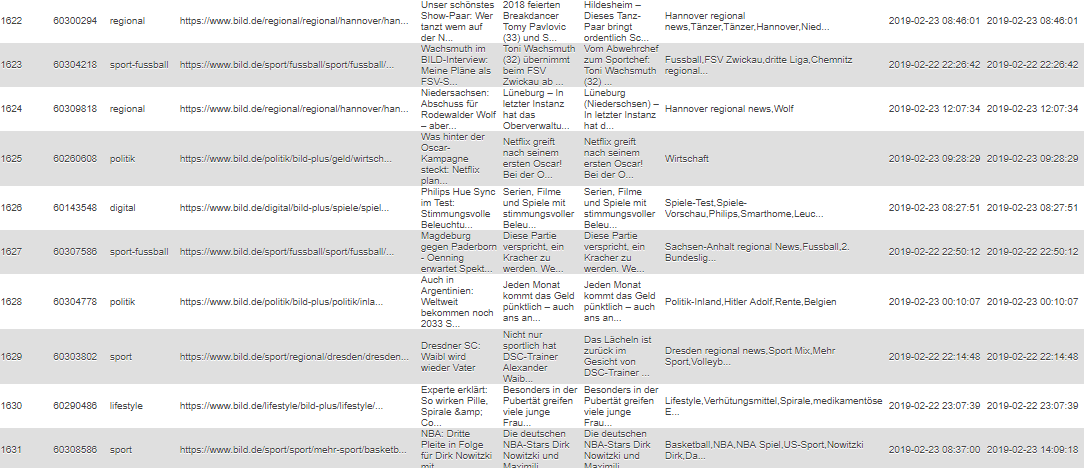 1622 60300294 regional https://www.bild.de/regional/regional/hannover/han... Unser schönstes Show-Paar: Wer tanzt wem auf der N... 2018 feierten Breakdancer Tomy Pavlovic (33) und S... Hildesheim – Dieses Tanz-Paar bringt ordentlich Sc... Hannover regional news,Tänzer,Tänzer,Hannover,Nied... 2019-02-23 08:46:01 2019-02-23 08:46:01
1623 60304218 sport-fussball https://www.bild.de/sport/fussball/sport/fussball/... Wachsmuth im BILD-Interview: Meine Pläne als FSV-S... Toni Wachsmuth (32) übernimmt beim FSV Zwickau ab ... Vom Abwehrchef zum Sportchef: Toni Wachsmuth (32) ... Fussball,FSV Zwickau,dritte Liga,Chemnitz regional... 2019-02-22 22:26:42 2019-02-22 22:26:42
1624 60309818 regional https://www.bild.de/regional/regional/hannover/han... Niedersachsen: Abschuss für Rodewalder Wolf – aber... Lüneburg – In letzter Instanz hat das Oberverwaltu... Lüneburg (Niederschsen) – In letzter Instanz hat d... Hannover regional news,Wolf 2019-02-23 12:07:34 2019-02-23 12:07:34
1625 60260608 politik https://www.bild.de/politik/bild-plus/geld/wirtsch... Was hinter der Oscar-Kampagne steckt: Netflix plan... Netflix greift nach seinem ersten Oscar! Bei der O... Netflix greift nach seinem ersten Oscar! Bei der O... Wirtschaft 2019-02-23 09:28:29 2019-02-23 09:28:29
1626 60143548 digital https://www.bild.de/digital/bild-plus/spiele/spiel... Philips Hue Sync im Test: Stimmungsvolle Beleuchtu... Serien, Filme und Spiele mit stimmungsvoller Beleu... Serien, Filme und Spiele mit stimmungsvoller Beleu... Spiele-Test,Spiele-Vorschau,Philips,Smarthome,Leuc... 2019-02-23 08:27:51 2019-02-23 08:27:51
1627 60307586 sport-fussball https://www.bild.de/sport/fussball/sport/fussball/... Magdeburg gegen Paderborn - Oenning erwartet Spekt... Diese Partie verspricht, ein Kracher zu werden. We... Diese Partie verspricht, ein Kracher zu werden. We... Sachsen-Anhalt regional News,Fussball,2. Bundeslig... 2019-02-22 22:50:12 2019-02-22 22:50:12
1628 60304778 politik https://www.bild.de/politik/bild-plus/politik/inla... Auch in Argentinien: Weltweit bekommen noch 2033 S... Jeden Monat kommt das Geld pünktlich – auch ans an... Jeden Monat kommt das Geld pünktlich – auch ans an... Politik-Inland,Hitler Adolf,Rente,Belgien 2019-02-23 00:10:07 2019-02-23 00:10:07
1629 60303802 sport https://www.bild.de/sport/regional/dresden/dresden... Dresdner SC: Waibl wird wieder Vater Nicht nur sportlich hat DSC-Trainer Alexander Waib... Das Lächeln ist zurück im Gesicht von DSC-Trainer ... Dresden regional news,Sport Mix,Mehr Sport,Volleyb... 2019-02-22 22:14:48 2019-02-22 22:14:48
1630 60290486 lifestyle https://www.bild.de/lifestyle/bild-plus/lifestyle/... Experte erklärt: So wirken Pille, Spirale &amp; Co... Besonders in der Pubertät greifen viele junge Frau... Besonders in der Pubertät greifen viele junge Frau... Lifestyle,Verhütungsmittel,Spirale,medikamentöse E... 2019-02-22 23:07:39 2019-02-22 23:07:39
1631 60308586 sport https://www.bild.de/sport/sport/mehr-sport/basketb... NBA: Dritte Pleite in Folge für Dirk Nowitzki mit Die deutschen NBA-Stars Dirk Nowitzki und Maximili Die deutschen NBA-Stars Dirk Nowitzki und Maximili Basketball,NBA,NBA Spiel,US-Sport,Nowitzki Dirk,Da... 2019-02-23 08:37:00 2019-02-23 14:09:18